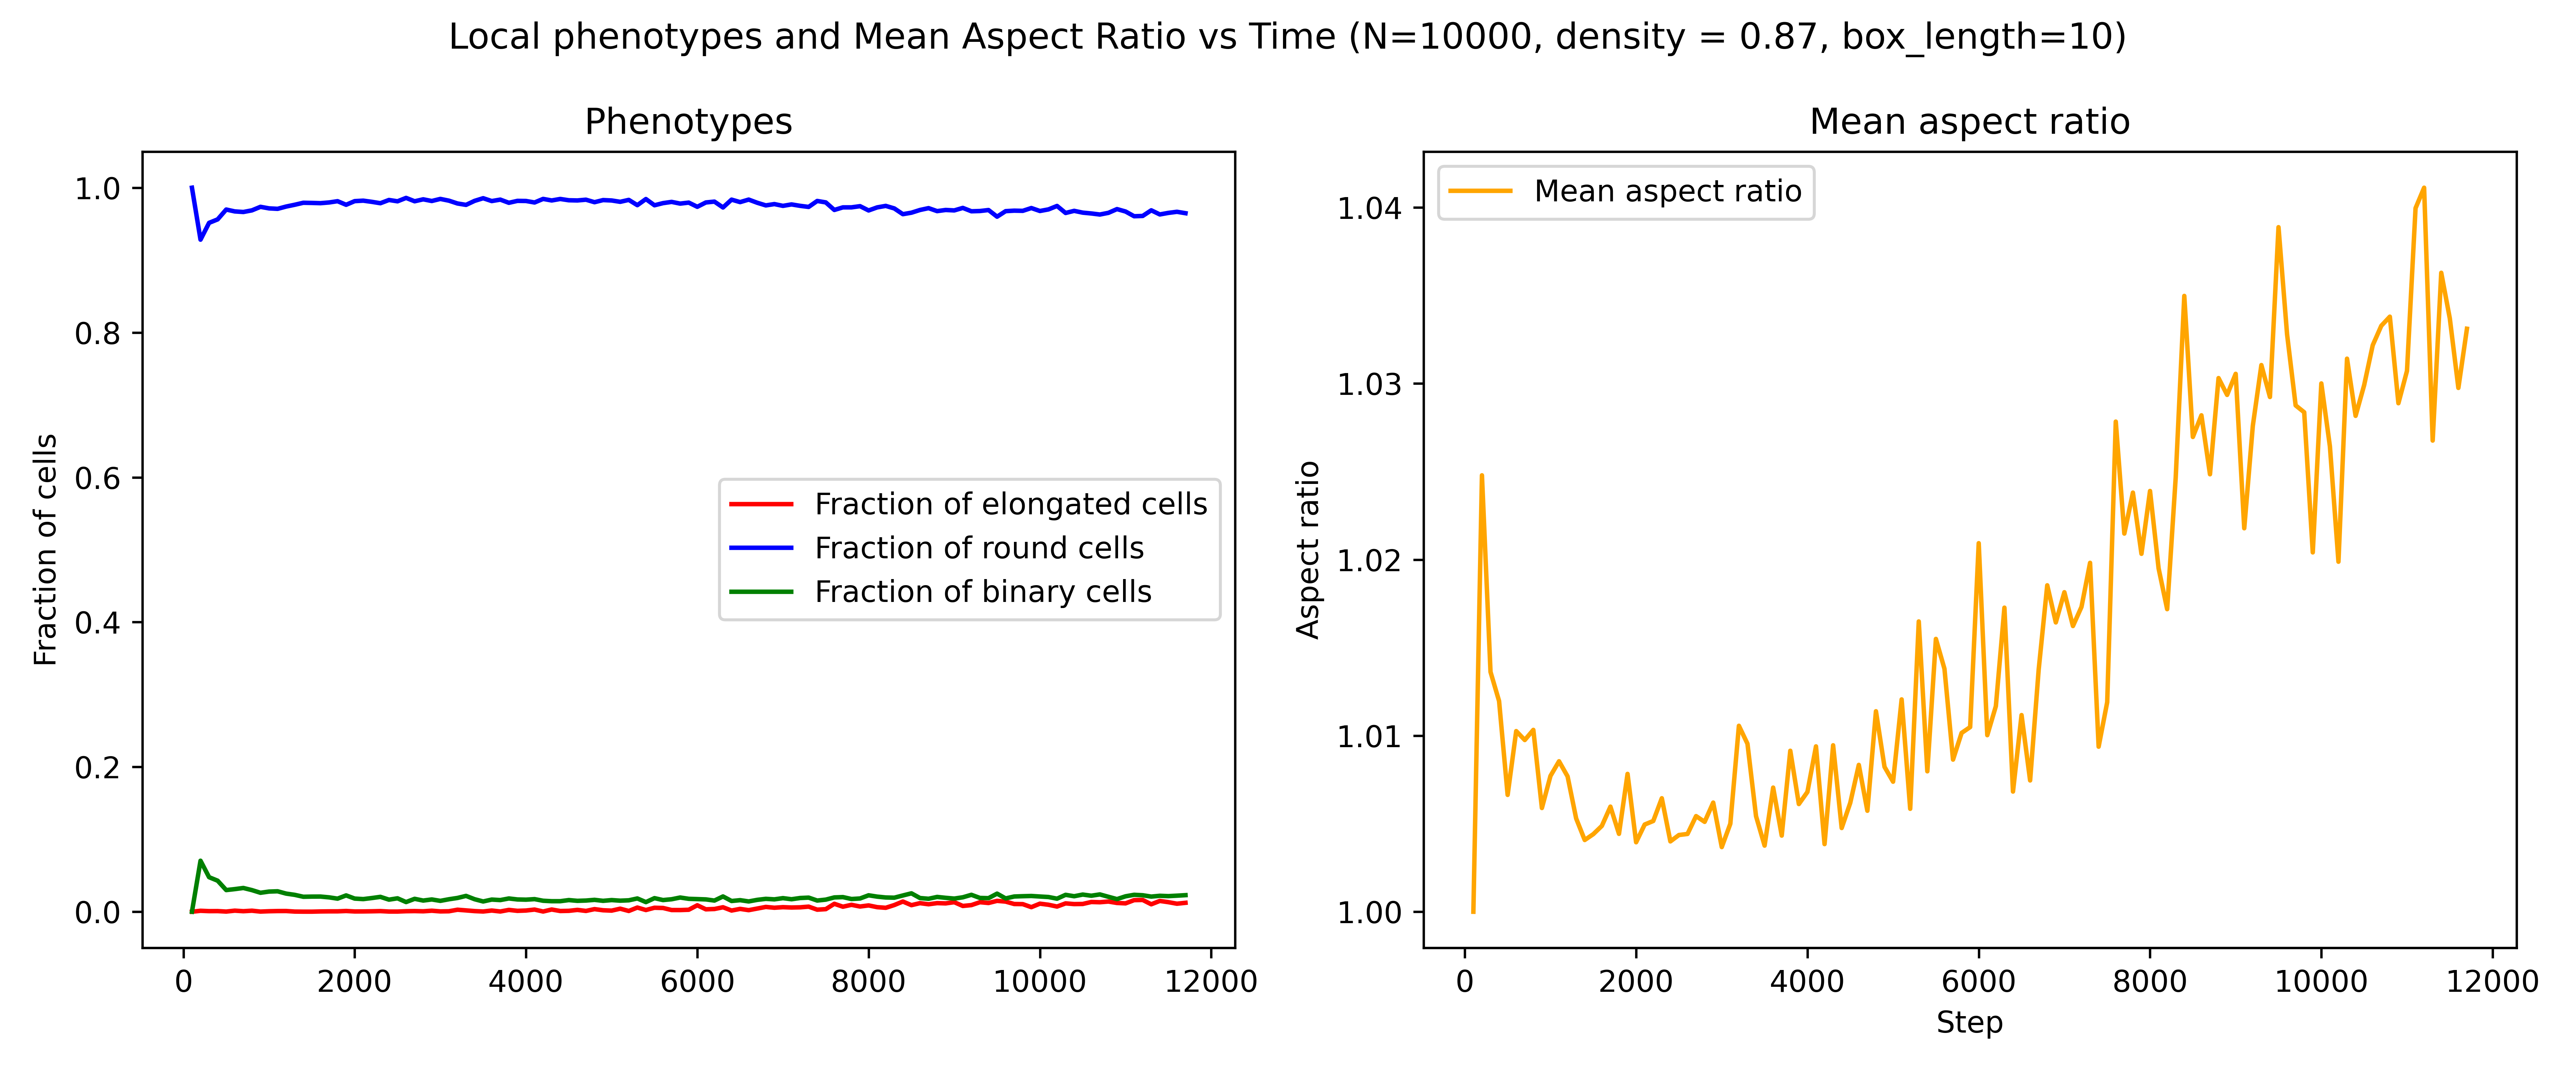 Local phenotypes and Mean Aspect Ratio vs Time (N=10000, density = 0.87, box_length=10)
Phenotypes
Fraction of cells
1.0
0.8
0.6
0.4
0.2
0.0
Fraction of elongated cells
Fraction of round cells
Fraction of binary cells
0 2000 4000 6000 8000 10000 12000
Mean aspect ratio
Mean aspect ratio
Aspect ratio
1.04
1.03
1.02
1.01
1.00
0 2000 4000 6000 8000 10000 12000
Step